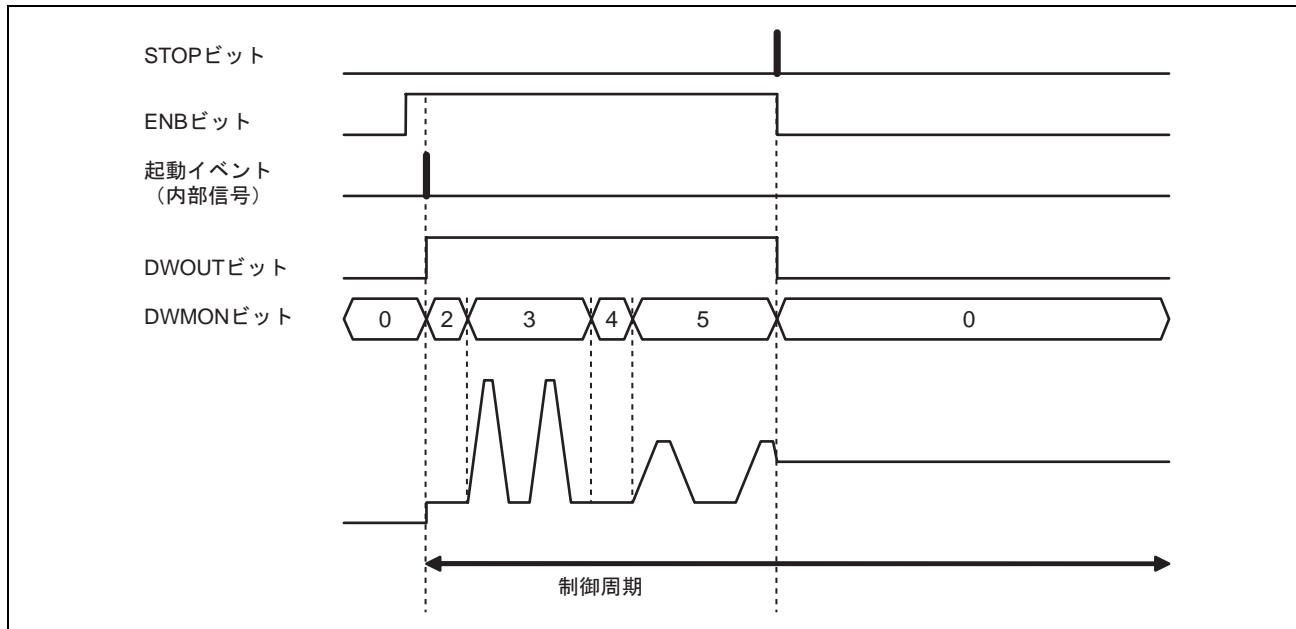 STOPビット
ENBビット
起動イベント
（内部信号）
DWOUTビット
DWMONビット
0 2 3 4 5 0
制御周期